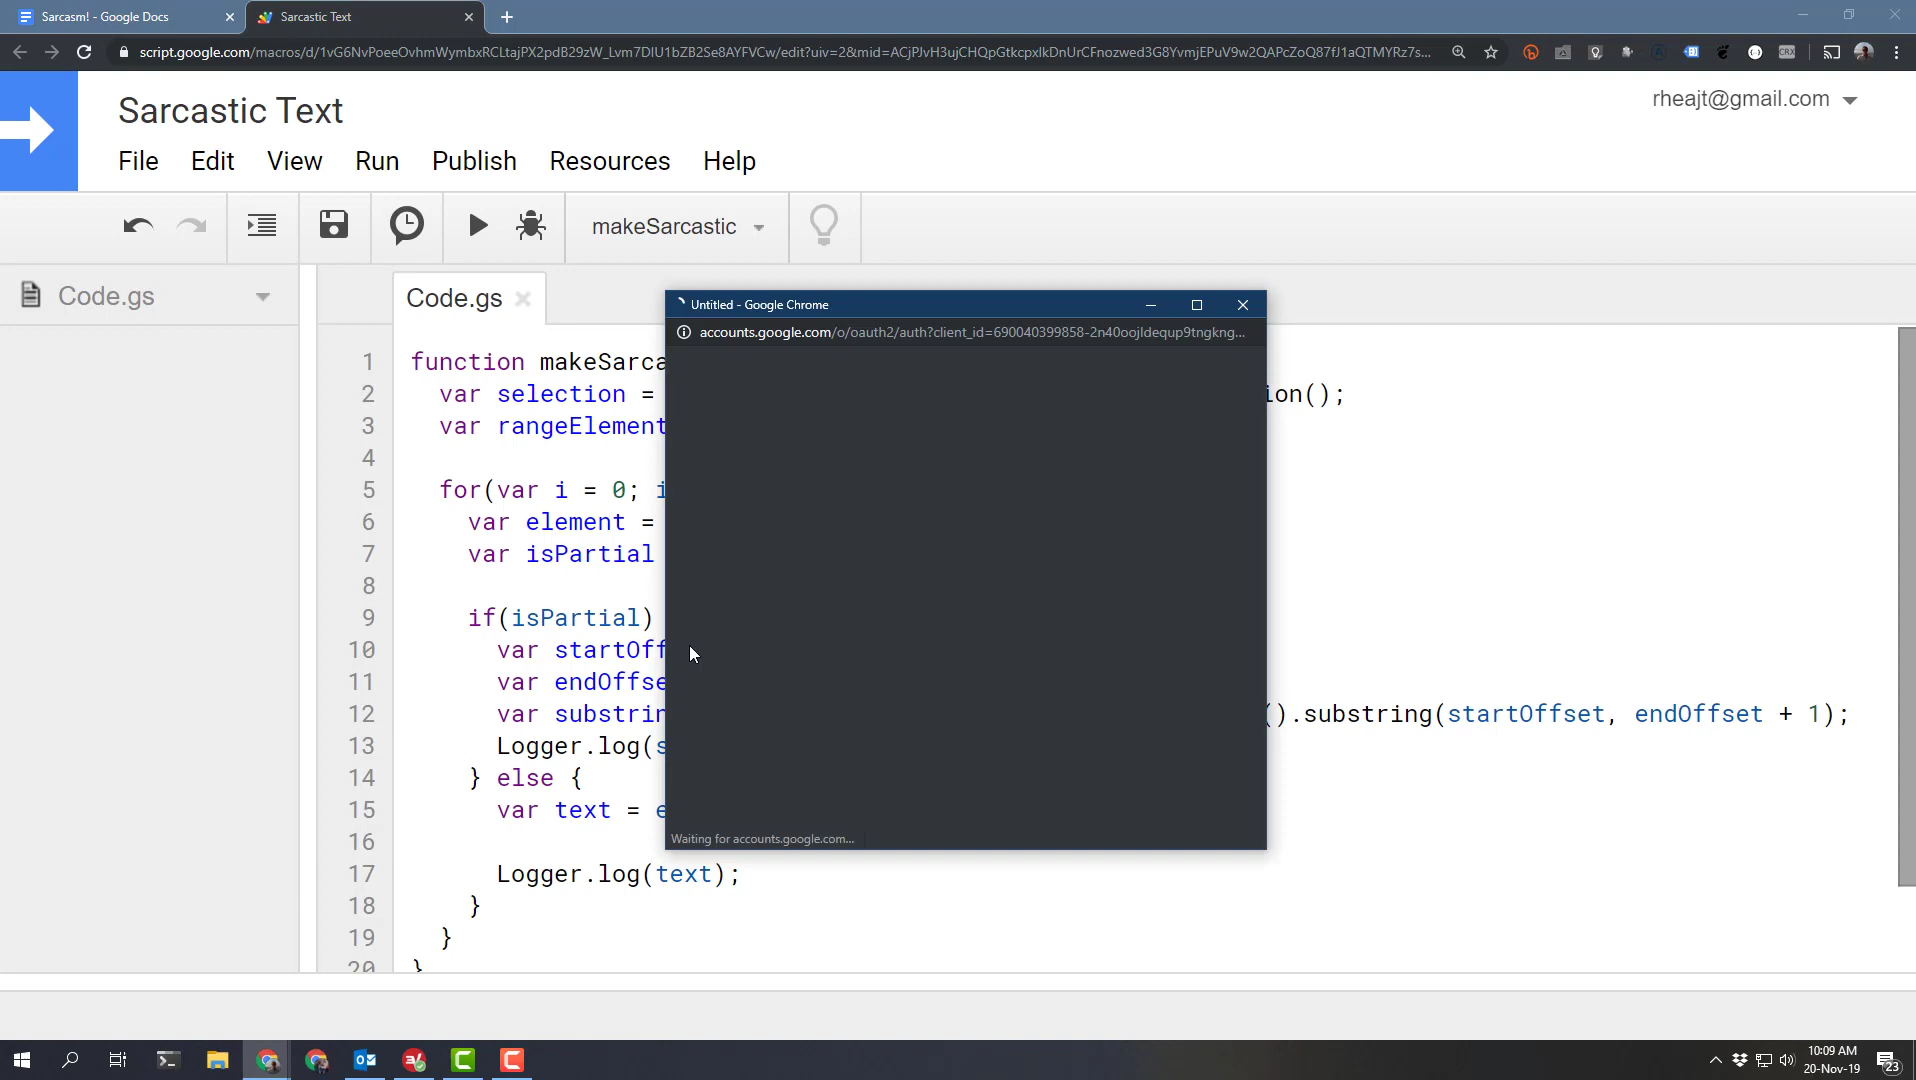 Sarcasm! - Google Docs
Sarcastic Text
script.google.com/macros/d/1vG6NvPoeeOvhmWymbxRCLtajPX2pdB29zW_Lvm7DIU1bZB2Se8AYFVCw/edit?uiv=2&mid=ACjPJvH3ujCHQpGtkcpxIkDnUrCFnozwed3G8YvmjEPuV9w2QAPcZoQ87fJ1aQTMYRz7s...
CRX
Sarcastic Text
rheajt@gmail.com
File Edit View Run Publish Resources Help
makeSarcastic
Code.gs
Code.gs
Untitled - Google Chrome
accounts.google.com/o/oauth2/auth?client_id=690040399858-2n40oojldequp9tngkng...
1 function makeSarca
2 var selection = ion();
3 var rangeElement
4
5 for(var i = 0; i
6 var element =
7 var isPartial
8
9 if(isPartial)
10 var startOff
11 var endOffse
12 var substrin ().substring(startOffset, endOffset + 1);
13 Logger.log(s
14 } else {
15 var text = e
16
17 Logger.log(text);
18 }
19 }
20 }
Waiting for accounts.google.com...
10:09 AM
20-Nov-19
23